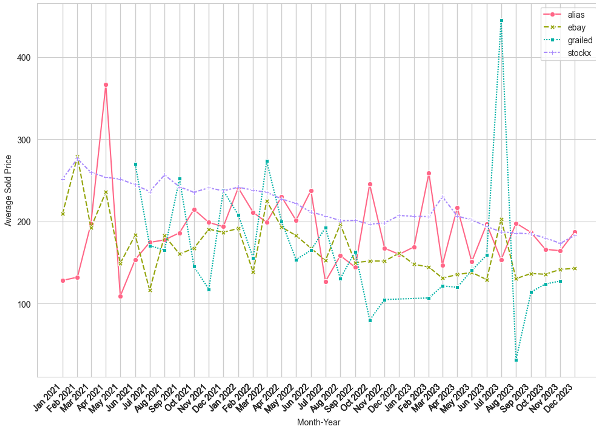 alias
ebay
grailed
stockx
400
300
200
100
Average Sold Price
Jan 2021
Feb 2021
Mar 2021
Apr 2021
May 2021
Jun 2021
Jul 2021
Aug 2021
Sep 2021
Oct 2021
Nov 2021
Dec 2021
Jan 2022
Feb 2022
Mar 2022
Apr 2022
May 2022
Jun 2022
Jul 2022
Aug 2022
Sep 2022
Oct 2022
Nov 2022
Dec 2022
Jan 2023
Feb 2023
Mar 2023
Apr 2023
May 2023
Jun 2023
Jul 2023
Aug 2023
Sep 2023
Oct 2023
Nov 2023
Dec 2023
Month-Year